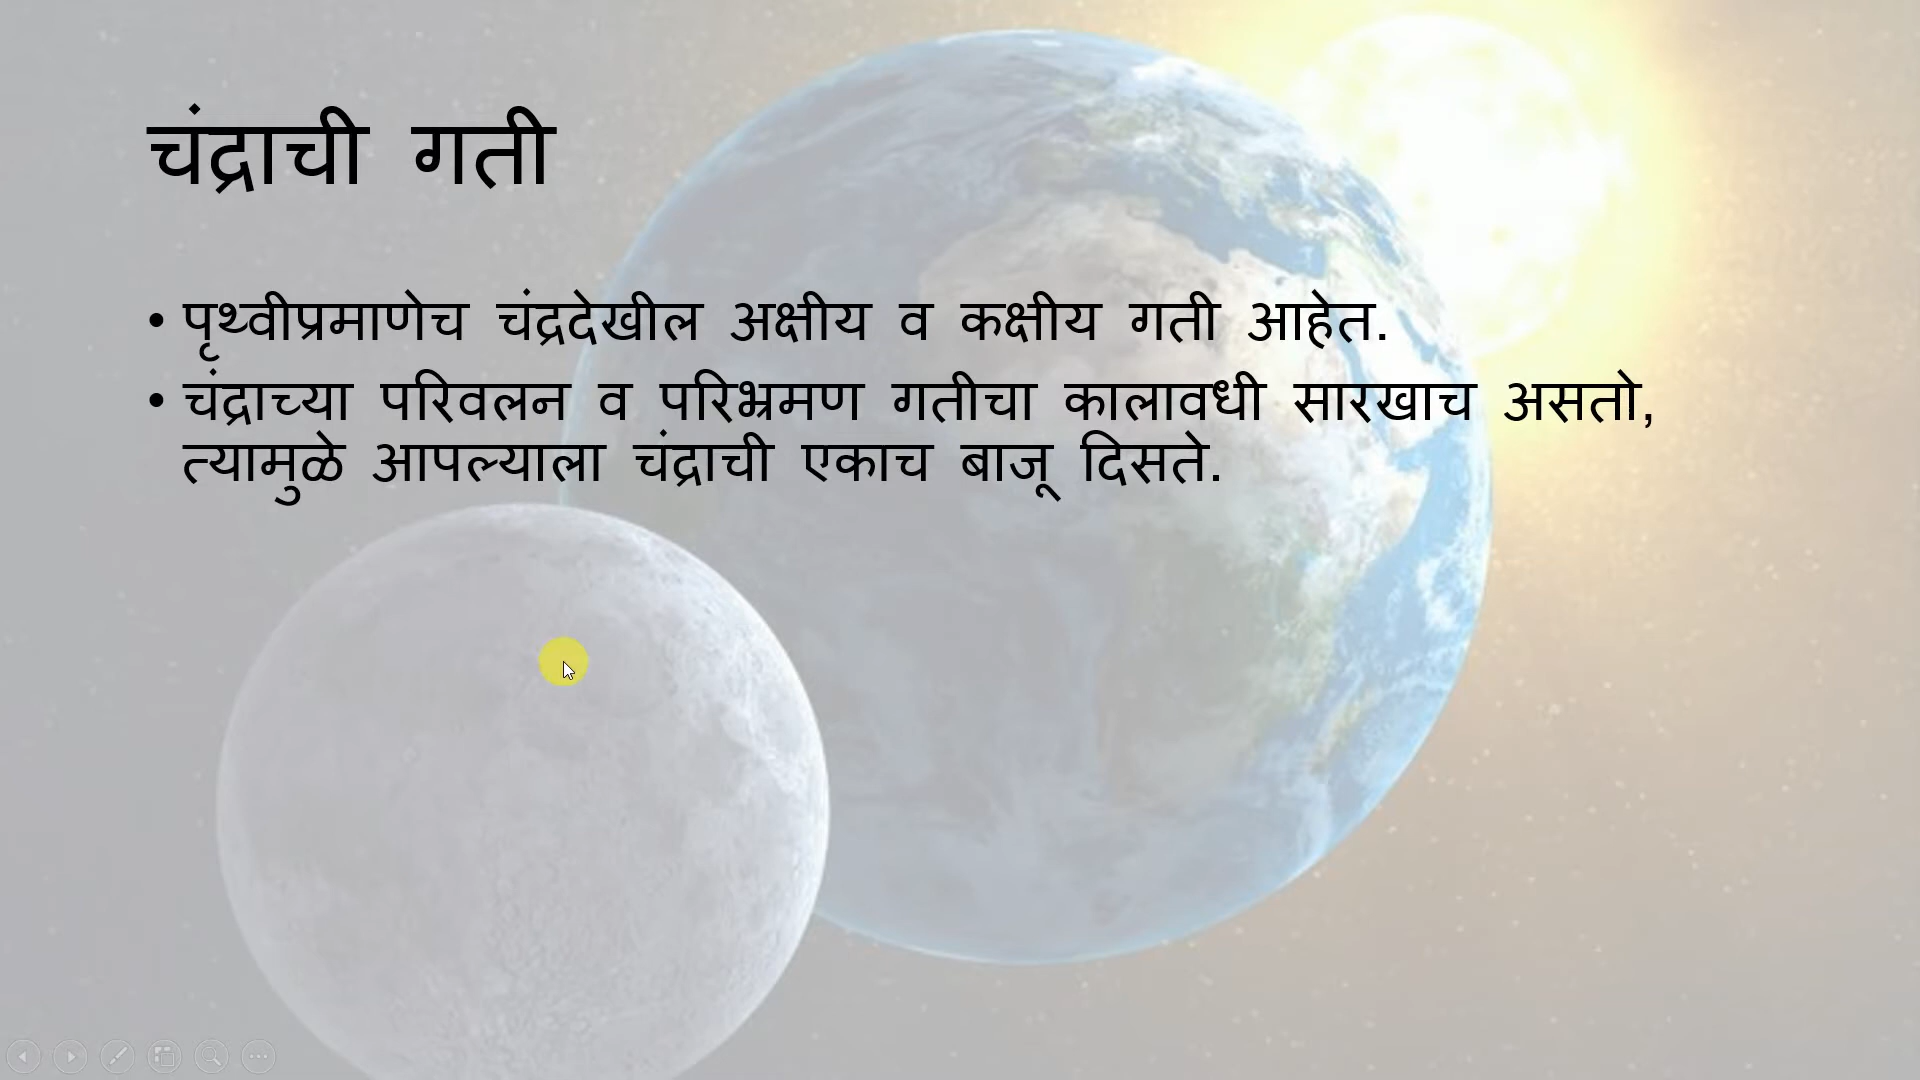 चंद्राची गती
• पृथ्वीप्रमाणेच चंद्रदेखील अक्षीय व कक्षीय गती आहेत.
• चंद्राच्या परिवलन व परिभ्रमण गतीचा कालावधी सारखाच असतो,
त्यामुळे आपल्याला चंद्राची एकाच बाजू दिसते.